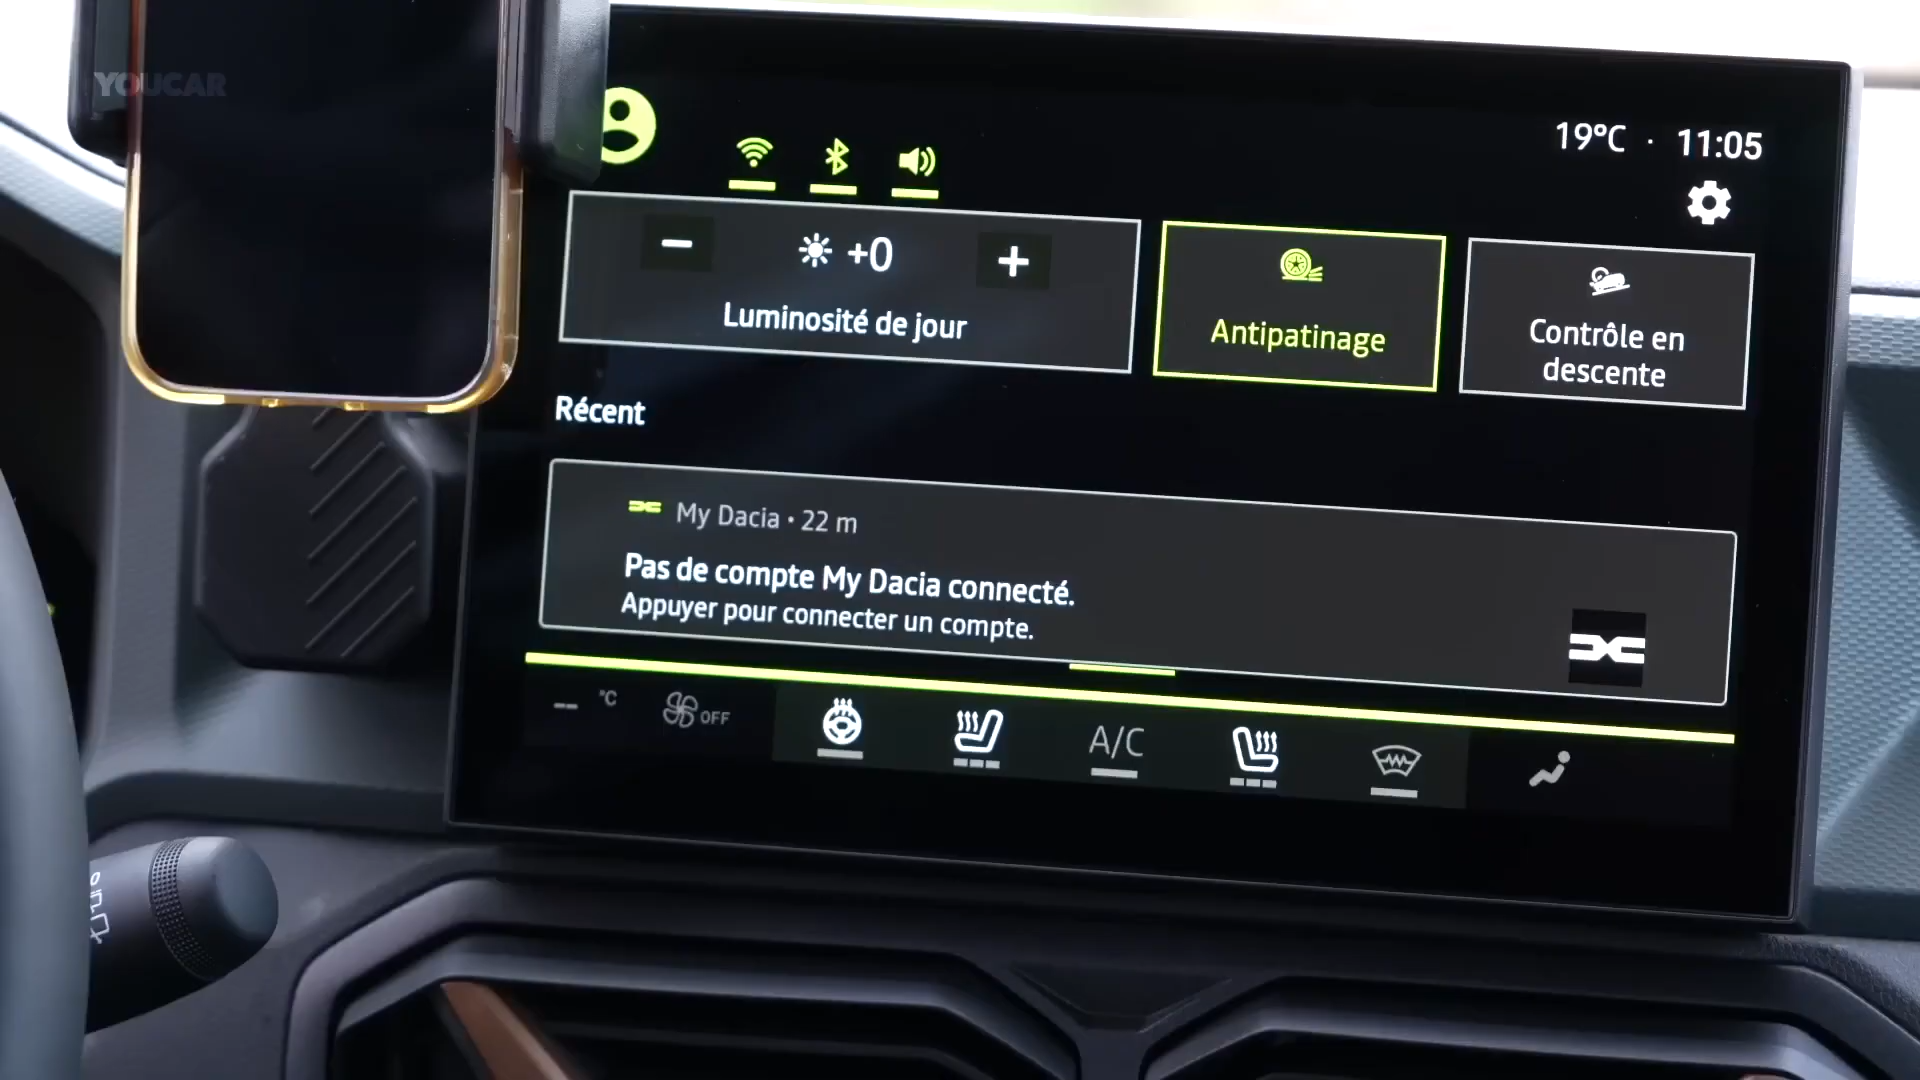 YOUCAR
19°C · 11:05
+0
Luminosité de jour
Antipatinage
Contrôle en
descente
Récent
My Dacia • 22 m
Pas de compte My Dacia connecté.
Appuyer pour connecter un compte.
-- °C
OFF
A/C